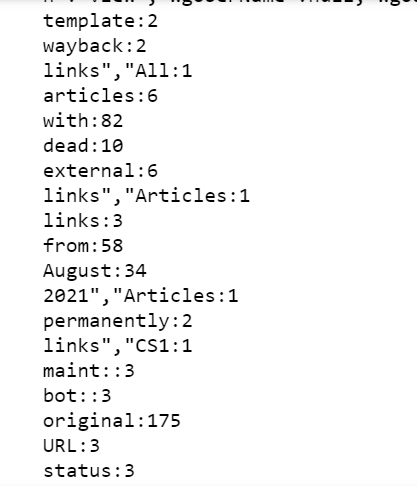 template:2
wayback:2
links","All:1
articles:6
with:82
dead:10
external:6
links","Articles:1
links:3
from:58
August:34
2021","Articles:1
permanently:2
links","CS1:1
maint::3
bot::3
original:175
URL:3
status:3